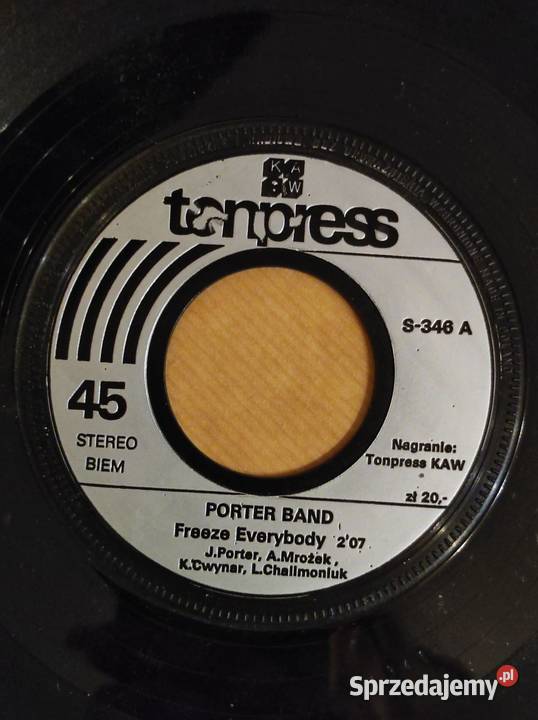 KAW
tonpress
S-346 A
45
STEREO
BIEM
Nagranie:
Tonpress KAW
zł 20,-
PORTER BAND
Freeze Everybody 2'07
J.Porter, A.Mrożek,
K.Cwynar, L.Chalimoniuk
Sprzedajemy.pl